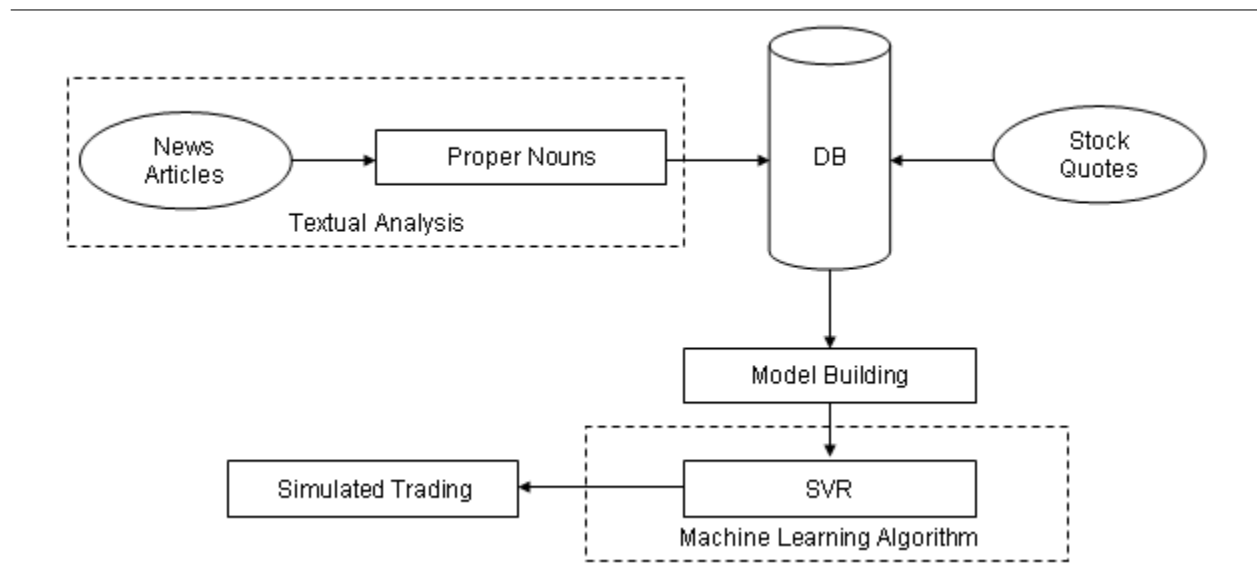 News
Articles
Proper Nouns
Textual Analysis
DB
Stock
Quotes
Model Building
Simulated Trading
SVR
Machine Learning Algorithm